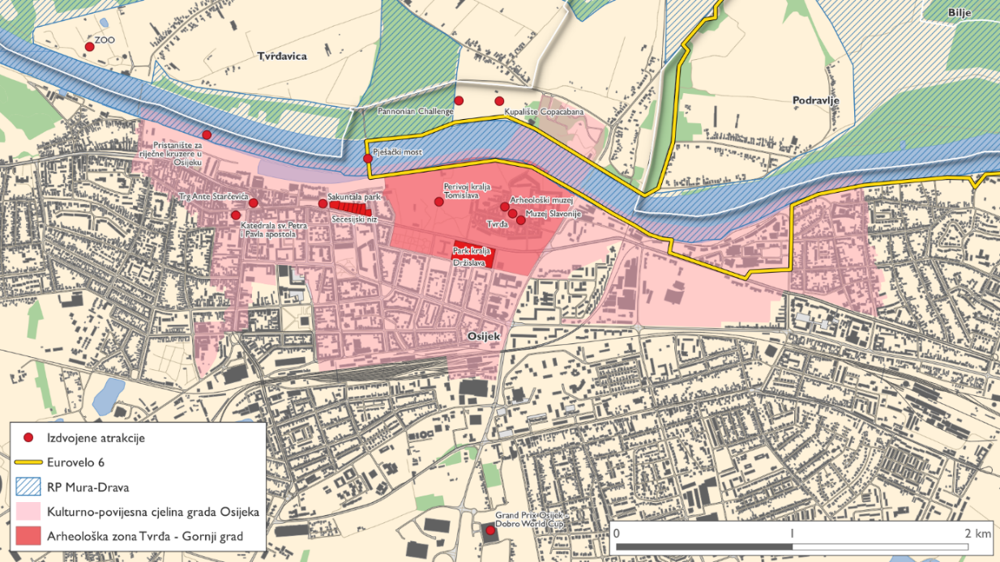 Bilje
ZOO
Tvrđavica
Podravlje
Pannonian Challenge
Kupalište Copacabana
Pristanište za
riječne kruzere u
Osijeku
Pješački most
Perivoj kralja
Tomislava
Trg Ante Starčevića
Sakuntala park
Arheološki muzej
Muzej Slavonije
Secesijski niz
Tvrđa
Katedrala sv. Petra
i Pavla apostola
Park kralja
Držislava
Osijek
Izdvojene atrakcije
Eurovelo 6
RP Mura-Drava
Kulturno-povijesna cjelina grada Osijeka
Arheološka zona Tvrđa - Gornji grad
Grand Prix Osijek -
Dobro World Cup
0 1 2 km